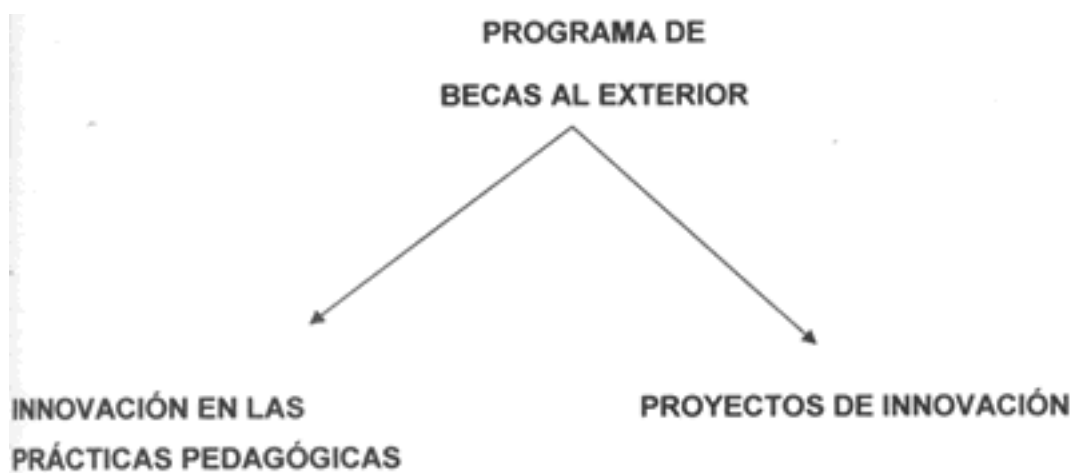 PROGRAMA DE
BECAS AL EXTERIOR
INNOVACIÓN EN LAS
PRÁCTICAS PEDAGÓGICAS
PROYECTOS DE INNOVACIÓN